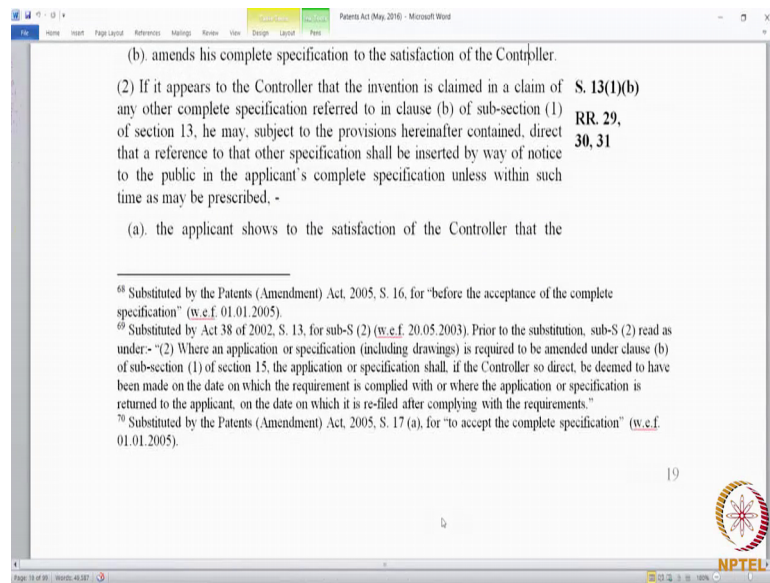 Patents Act (May, 2016) - Microsoft Word
File Home Insert Page Layout References Mailings Review View Design Layout Pens
(b). amends his complete specification to the satisfaction of the Controller.
(2) If it appears to the Controller that the invention is claimed in a claim of S. 13(1)(b)
any other complete specification referred to in clause (b) of sub-section (1)
of section 13, he may, subject to the provisions hereinafter contained, direct RR. 29,
that a reference to that other specification shall be inserted by way of notice 30, 31
to the public in the applicant`s complete specification unless within such
time as may be prescribed, -
(a). the applicant shows to the satisfaction of the Controller that the
68 Substituted by the Patents (Amendment) Act, 2005, S. 16, for “before the acceptance of the complete
specification” (w.e.f. 01.01.2005).
69 Substituted by Act 38 of 2002, S. 13, for sub-S (2) (w.e.f. 20.05.2003). Prior to the substitution, sub-S (2) read as
under:- “(2) Where an application or specification (including drawings) is required to be amended under clause (b)
of sub-section (1) of section 15, the application or specification shall, if the Controller so direct, be deemed to have
been made on the date on which the requirement is complied with or where the application or specification is
returned to the applicant, on the date on which it is re-filed after complying with the requirements.”
70 Substituted by the Patents (Amendment) Act, 2005, S. 17 (a), for “to accept the complete specification” (w.e.f.
01.01.2005).
19
NPTEL